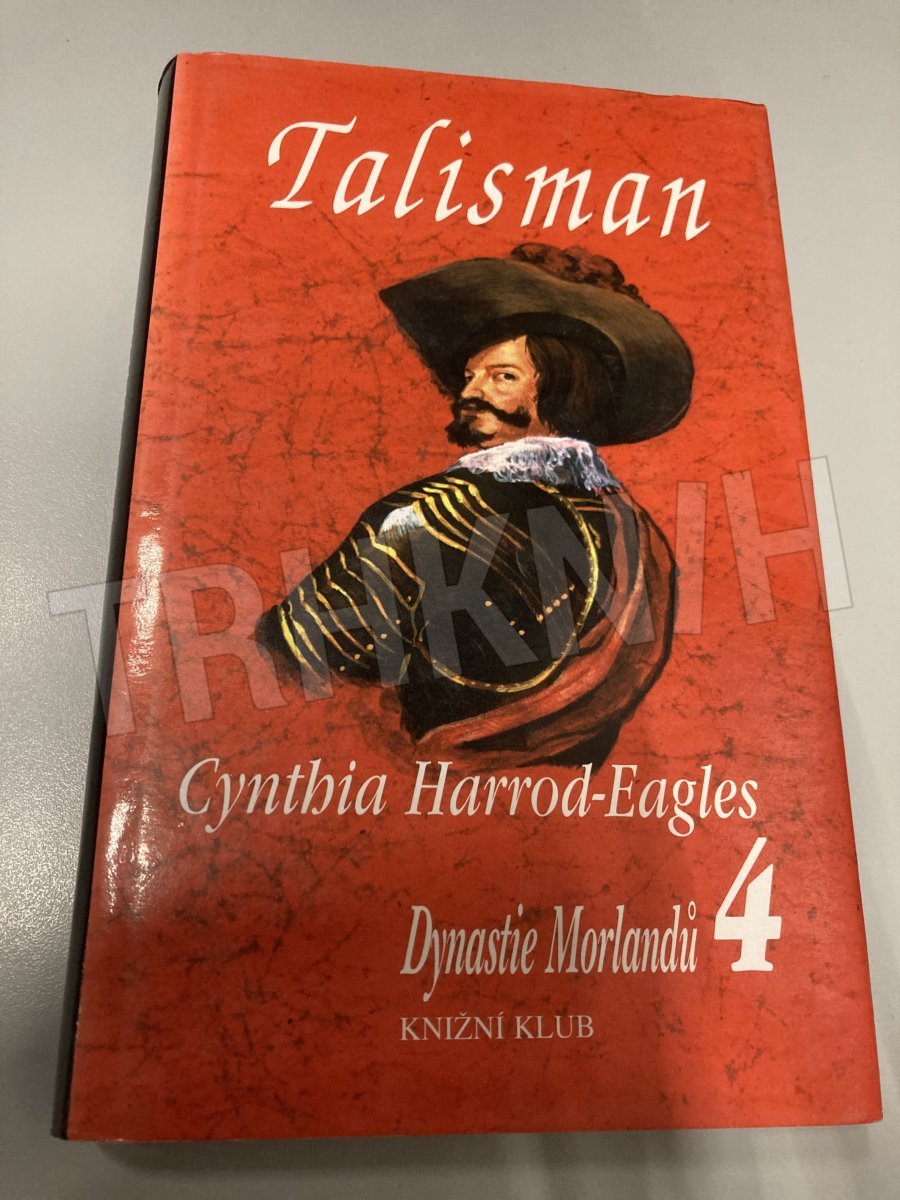 Talisman
TRHKNIH
Cynthia Harrod-Eagles
Dynastie Morlandů 4
KNIŽNÍ KLUB